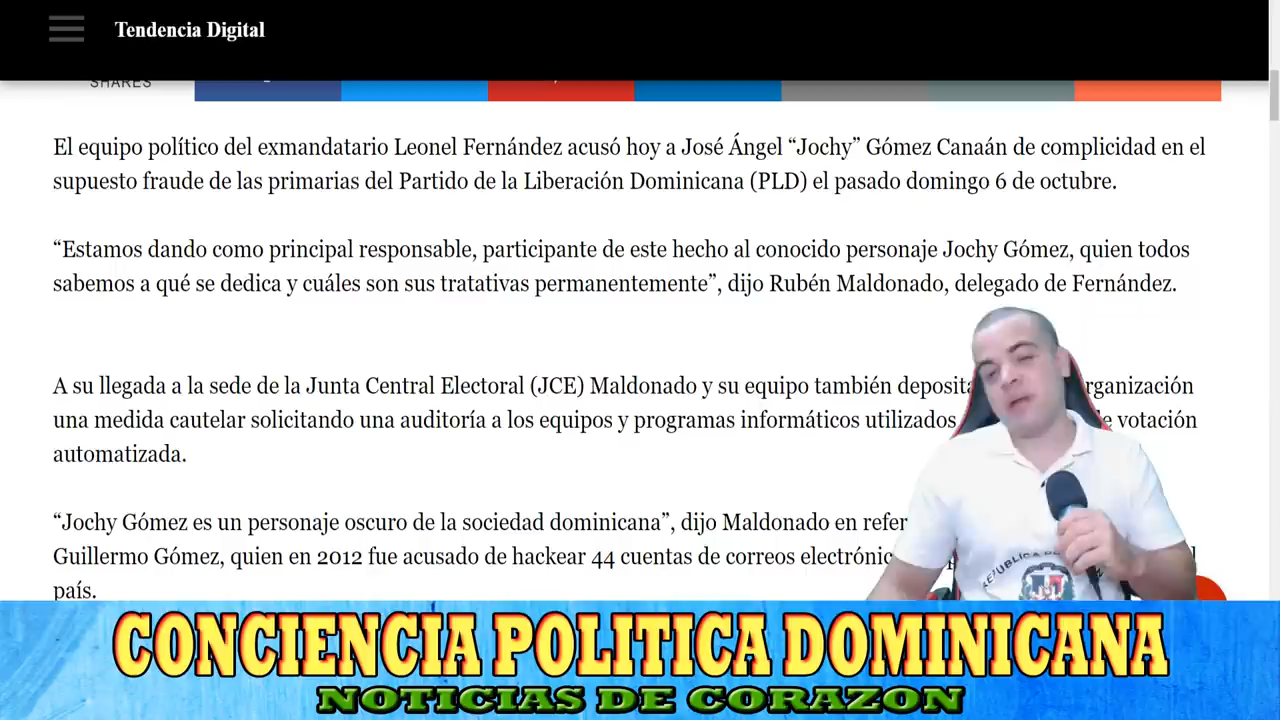 Tendencia Digital
SHARES
El equipo político del exmandatario Leonel Fernández acusó hoy a José Ángel “Jochy” Gómez Canaán de complicidad en el
supuesto fraude de las primarias del Partido de la Liberación Dominicana (PLD) el pasado domingo 6 de octubre.
“Estamos dando como principal responsable, participante de este hecho al conocido personaje Jochy Gómez, quien todos
sabemos a qué se dedica y cuáles son sus tratativas permanentemente”, dijo Rubén Maldonado, delegado de Fernández.
A su llegada a la sede de la Junta Central Electoral (JCE) Maldonado y su equipo también deposita rganización
una medida cautelar solicitando una auditoría a los equipos y programas informáticos utilizados e votación
automatizada.
“Jochy Gómez es un personaje oscuro de la sociedad dominicana”, dijo Maldonado en refer
Guillermo Gómez, quien en 2012 fue acusado de hackear 44 cuentas de correos electrónic
país.
REPÚBLICA DO
CONCIENCIA POLITICA DOMINICANA
NOTICIAS DE CORAZON